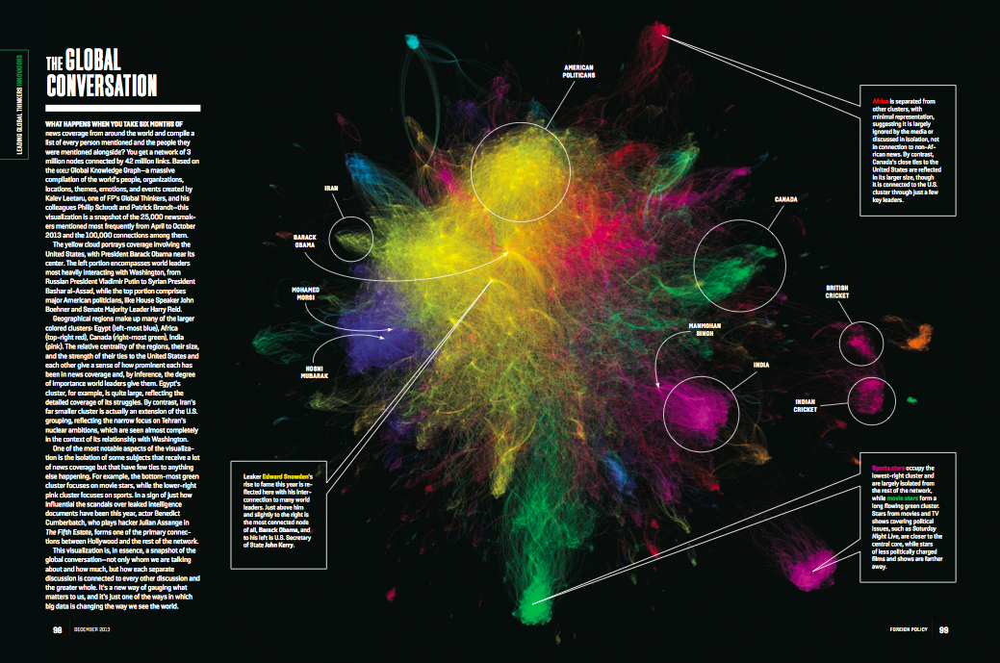 LEADING GLOBAL THINKERS INNOVATORS
THE GLOBAL
CONVERSATION
WHAT HAPPENS WHEN YOU TAKE SIX MONTHS OF
news coverage from around the world and compile a
list of every person mentioned and the people they
were mentioned alongside? You get a network of 3
million nodes connected by 42 million links. Based on
the GDELT Global Knowledge Graph—a massive
compilation of the world's people, organizations,
locations, themes, emotions, and events created by
Kalev Leetaru, one of FP's Global Thinkers, and his
colleagues Philip Schrodt and Patrick Brandt—this
visualization is a snapshot of the 25,000 newsmak-
ers mentioned most frequently from April to October
2013 and the 100,000 connections among them.
The yellow cloud portrays coverage involving the
United States, with President Barack Obama near its
center. The left portion encompasses world leaders
most heavily interacting with Washington, from
Russian President Vladimir Putin to Syrian President
Bashar al-Assad, while the top portion comprises
major American politicians, like House Speaker John
Boehner and Senate Majority Leader Harry Reid.
Geographical regions make up many of the larger
colored clusters: Egypt (left-most blue), Africa
(top-right red), Canada (right-most green), India
(pink). The relative centrality of the regions, their size,
and the strength of their ties to the United States and
each other give a sense of how prominent each has
been in news coverage and, by inference, the degree
of importance world leaders give them. Egypt's
cluster, for example, is quite large, reflecting the
detailed coverage of its struggles. By contrast, Iran's
far smaller cluster is actually an extension of the U.S.
grouping, reflecting the narrow focus on Tehran's
nuclear ambitions, which are seen almost completely
in the context of its relationship with Washington.
One of the most notable aspects of the visualiza-
tion is the isolation of some subjects that receive a lot
of news coverage but that have few ties to anything
else happening. For example, the bottom-most green
cluster focuses on movie stars, while the lower-right
pink cluster focuses on sports. In a sign of just how
influential the scandals over leaked intelligence
documents have been this year, actor Benedict
Cumberbatch, who plays hacker Julian Assange in
The Fifth Estate, forms one of the primary connec-
tions between Hollywood and the rest of the network.
This visualization is, in essence, a snapshot of the
global conversation—not only whom we are talking
about and how much, but how each separate
discussion is connected to every other discussion and
the greater whole. It's a new way of gauging what
matters to us, and it's just one of the ways in which
big data is changing the way we see the world.
98
DECEMBER 2013
AMERICAN
POLITICANS
IRAN
BARACK
OBAMA
MOHAMED
MORSI
HOSNI
MUBARAK
CANADA
BRITISH
CRICKET
MANMOHAN
SINGH
INDIA
INDIAN
CRICKET
Africa is separated from
other clusters, with
minimal representation,
suggesting it is largely
ignored by the media or
discussed in isolation, not
in connection to non-Af-
rican news. By contrast,
Canada's close ties to the
United States are reflected
in its larger size, though
it is connected to the U.S.
cluster through just a few
key leaders.
Leaker Edward Snowden's
rise to fame this year is re-
flected here with his inter-
connection to many world
leaders. Just above him
and slightly to the right is
the most connected node
of all, Barack Obama, and
to his left is U.S. Secretary
of State John Kerry.
Sports stars occupy the
lowest-right cluster and
are largely isolated from
the rest of the network,
while movie stars form a
long flowing green cluster.
Stars from movies and TV
shows covering political
issues, such as Saturday
Night Live, are closer to the
central core, while stars
of less politically charged
films and shows are farther
away.
FOREIGN POLICY
99